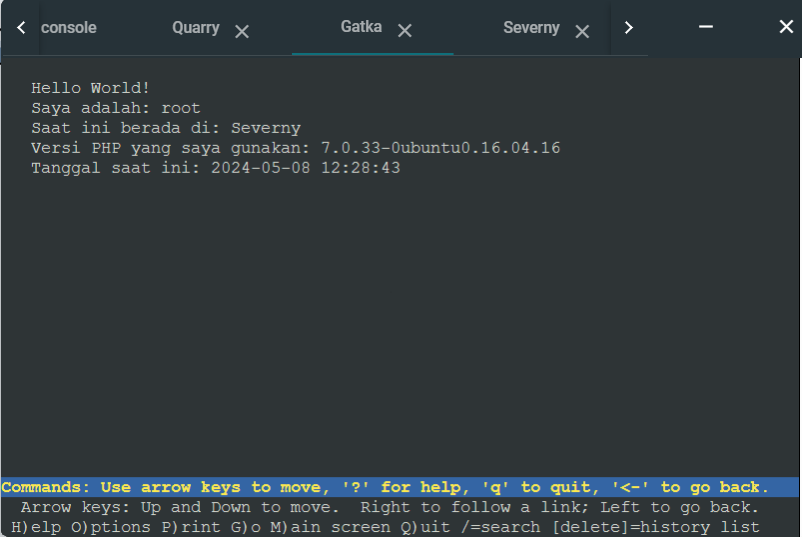 console Quarry Gatka Severny
Hello World!
Saya adalah: root
Saat ini berada di: Severny
Versi PHP yang saya gunakan: 7.0.33-0ubuntu0.16.04.16
Tanggal saat ini: 2024-05-08 12:28:43
Commands: Use arrow keys to move, '?' for help, 'q' to quit, '<-' to go back.
Arrow keys: Up and Down to move.  Right to follow a link; Left to go back.
H)elp O)ptions P)rint G)o M)ain screen Q)uit /=search [delete]=history list